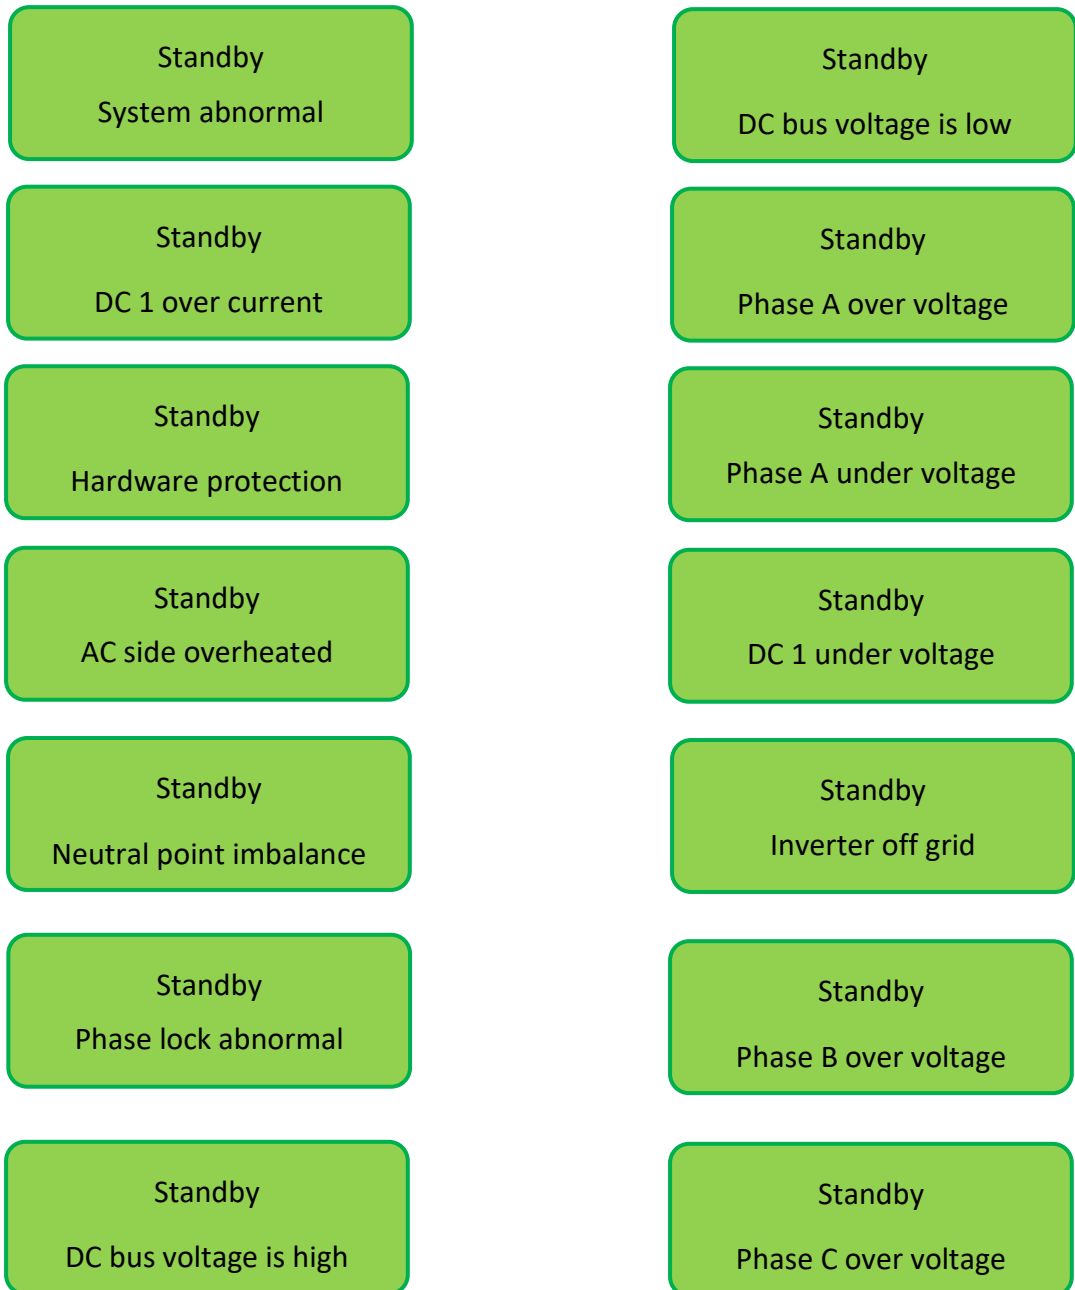 Standby
System abnormal
Standby
DC bus voltage is low
Standby
DC 1 over current
Standby
Phase A over voltage
Standby
Hardware protection
Standby
Phase A under voltage
Standby
AC side overheated
Standby
DC 1 under voltage
Standby
Neutral point imbalance
Standby
Inverter off grid
Standby
Phase lock abnormal
Standby
Phase B over voltage
Standby
DC bus voltage is high
Standby
Phase C over voltage